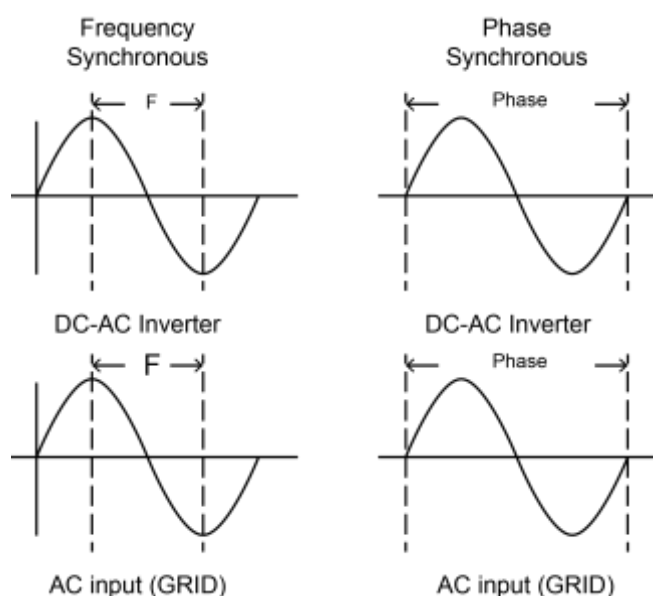 Frequency
Synchronous
F
DC-AC Inverter
F
AC input (GRID)
Phase
Synchronous
Phase
DC-AC Inverter
Phase
AC input (GRID)